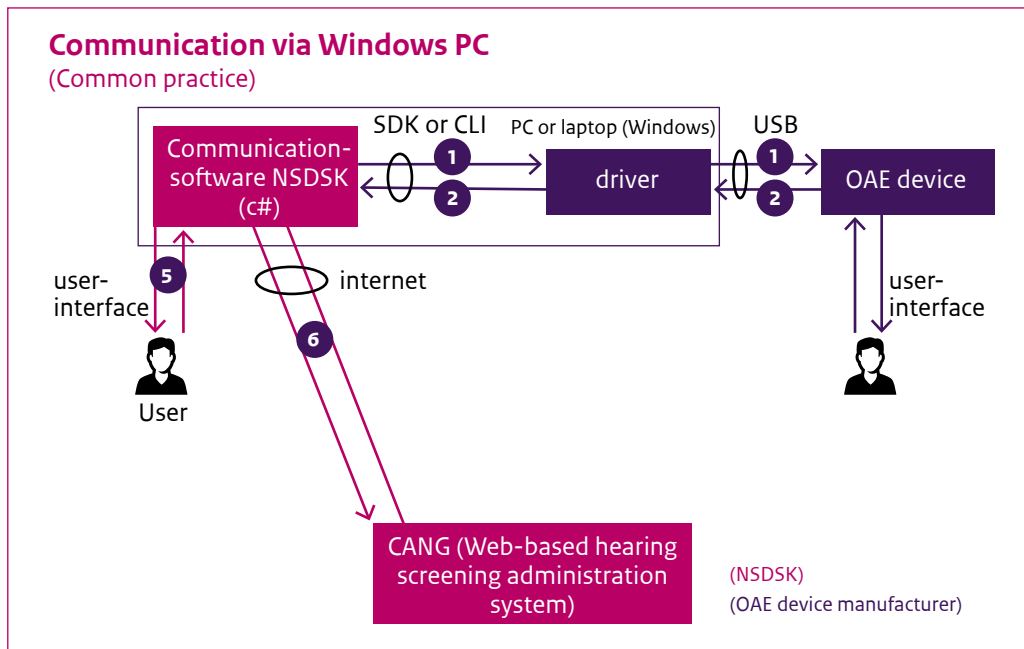 Communication via Windows PC
(Common practice)
SDK or CLI
PC or laptop (Windows)
USB
Communication-
software NSDSK
(c#)
1
2
driver
1
2
OAE device
user-
interface
5
internet
user-
interface
6
User
CANG (Web-based hearing
screening administration
system)
(NSDSK)
(OAE device manufacturer)